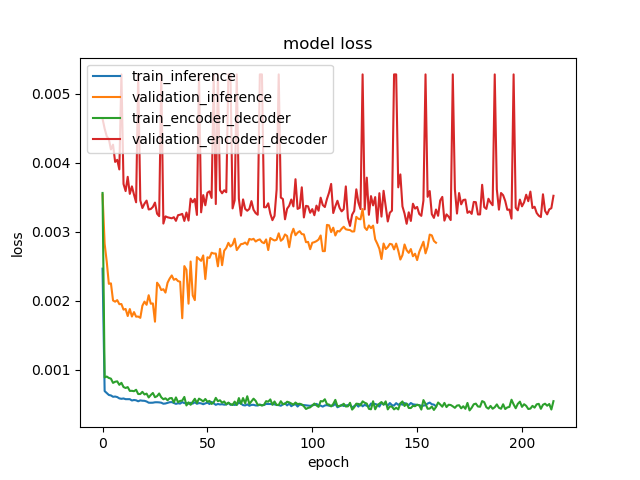 model loss
train_inference
validation_inference
train_encoder_decoder
validation_encoder_decoder
0.005
0.004
0.003
0.002
0.001
loss
0 50 100 150 200
epoch